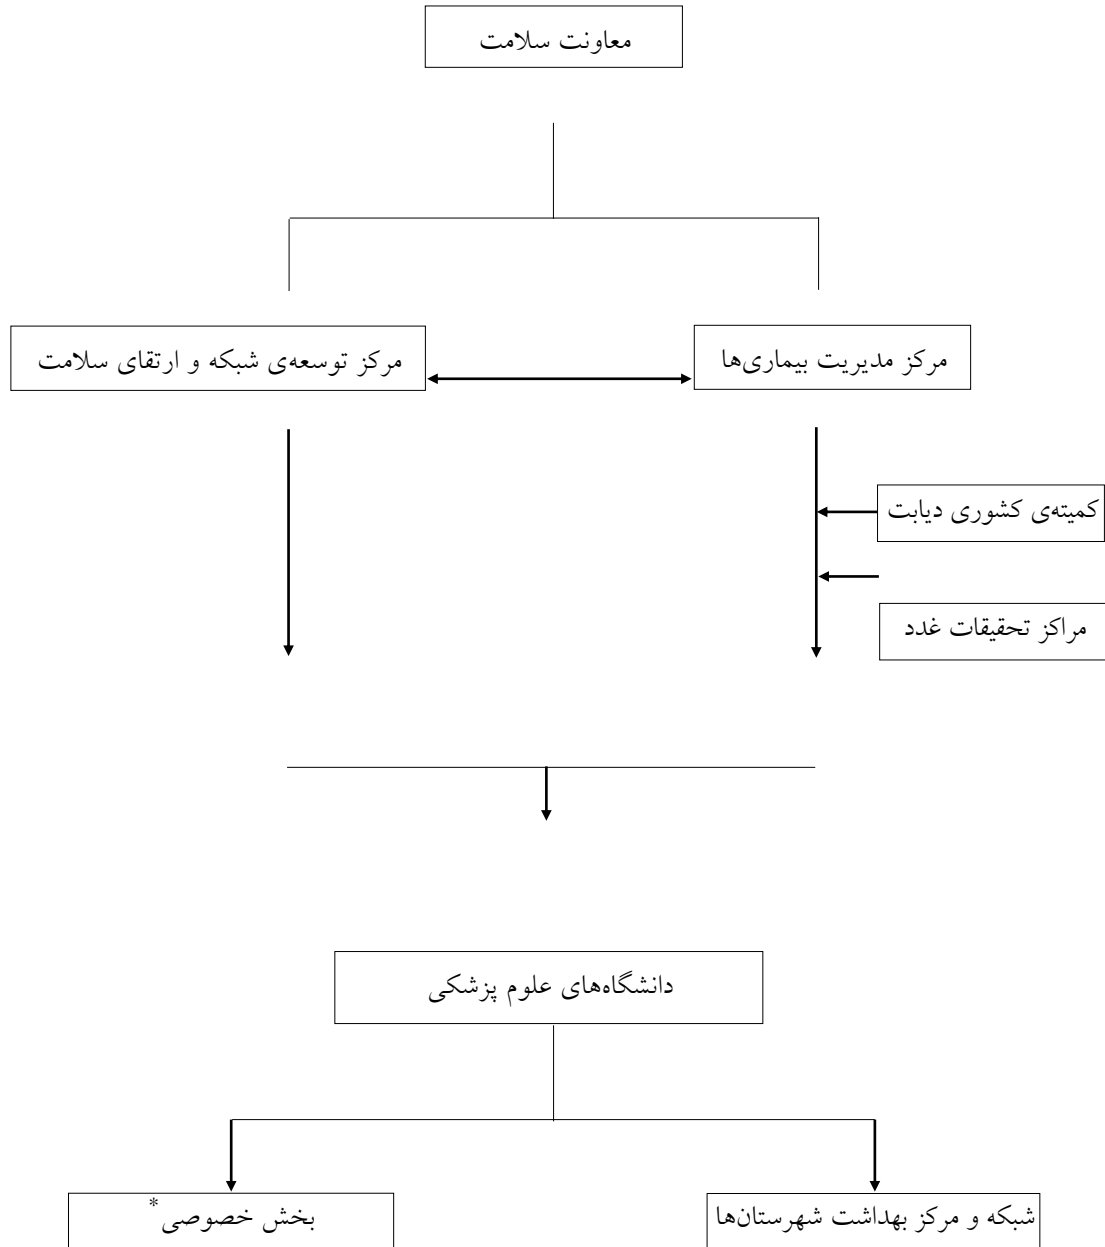 معاونت سلامت
مرکز مدیریت بیماری‌ها
مرکز توسعه‌ی شبکه و ارتقای سلامت
کمیته‌ی کشوری دیابت
مراکز تحقیقات غدد
دانشگاه‌های علوم پزشکی
شبکه و مرکز بهداشت شهرستان‌ها
بخش خصوصی*